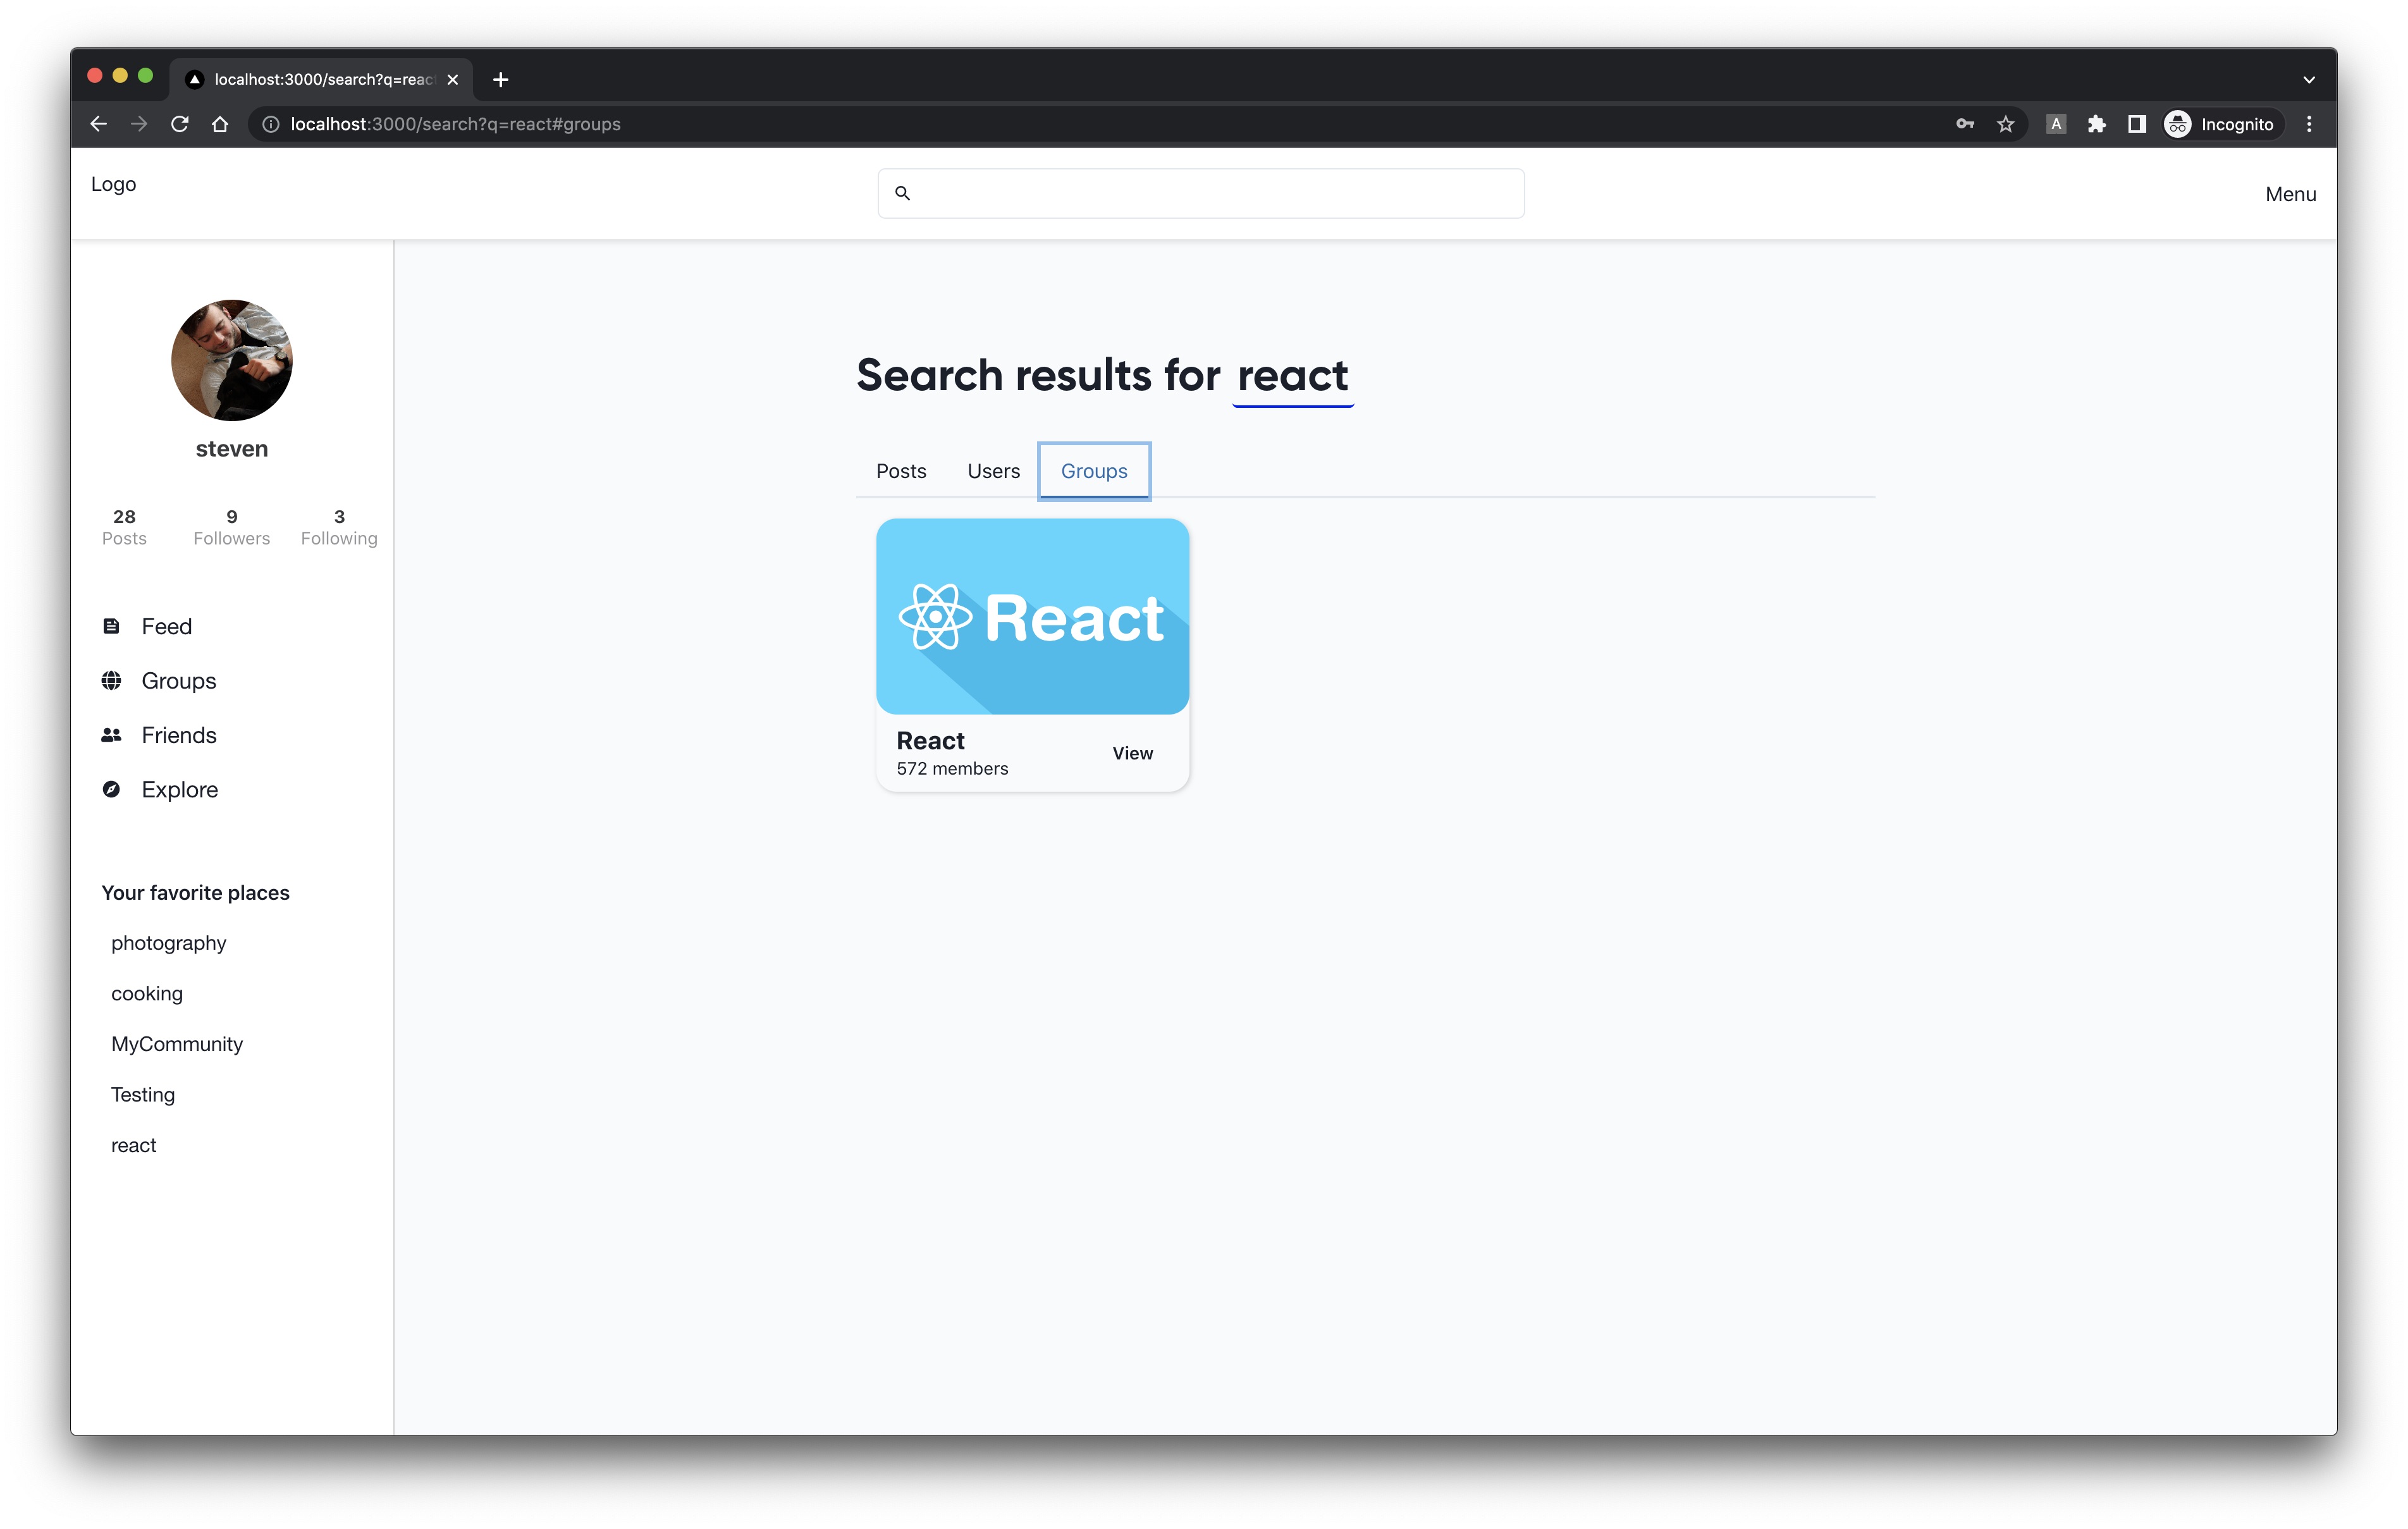 localhost:3000/search?q=reac
localhost:3000/search?q=react#groups
A
Incognito
Logo
Menu
steven
28 9 3
Posts Followers Following
Feed
Groups
Friends
Explore
Your favorite places
photography
cooking
MyCommunity
Testing
react
Search results for react
Posts Users Groups
React
React
572 members
View